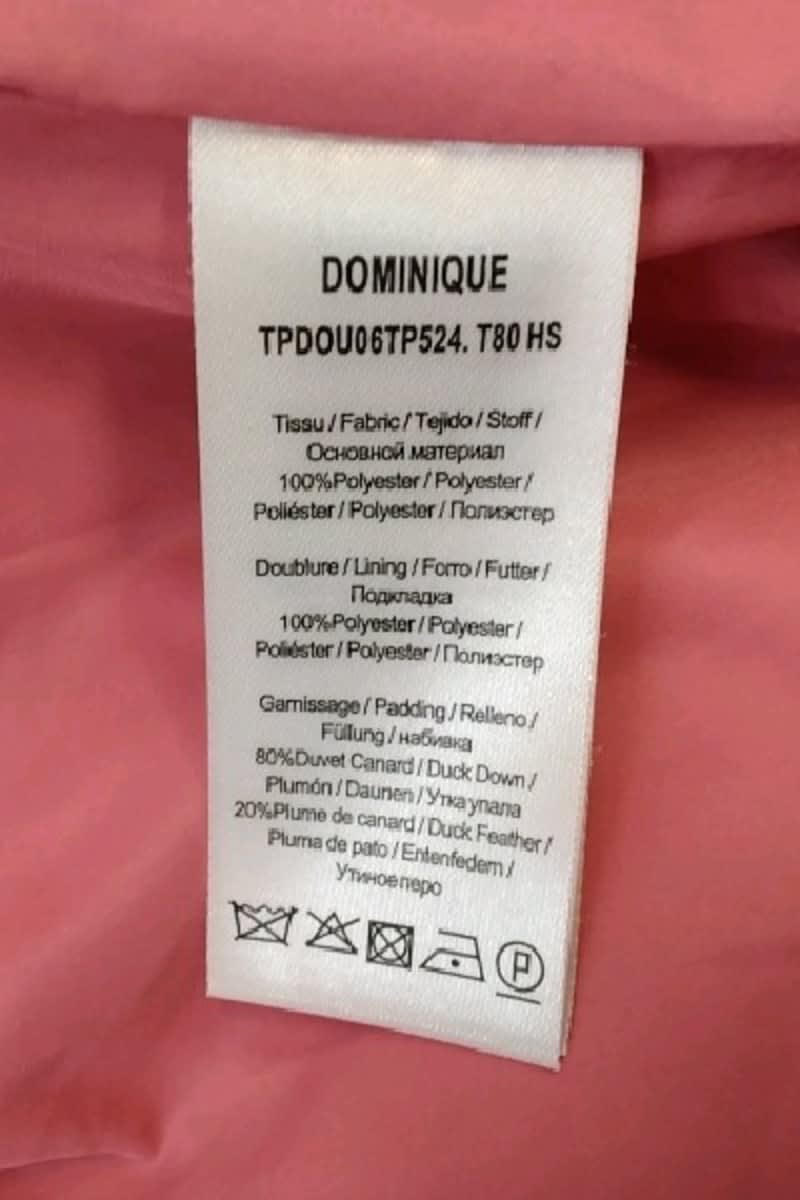 DOMINIQUE
TPDOU06TP524. T80 HS
Tissu / Fabric / Tejido / Stoff /
Основной материал
100%Polyester / Polyester /
Poliéster / Polyester / Полиэстер
Doublure / Lining / Forro / Futter /
Подкладка
100%Polyester / Polyester /
Poliéster / Polyester / Полиэстер
Garnissage / Padding / Relleno /
Füllung / набивка
80%Duvet Canard / Duck Down /
Plumón / Daunen / Утка упала
20%Plume de canard / Duck Feather /
Pluma de pato / Entenfedern /
Утиное перо
P